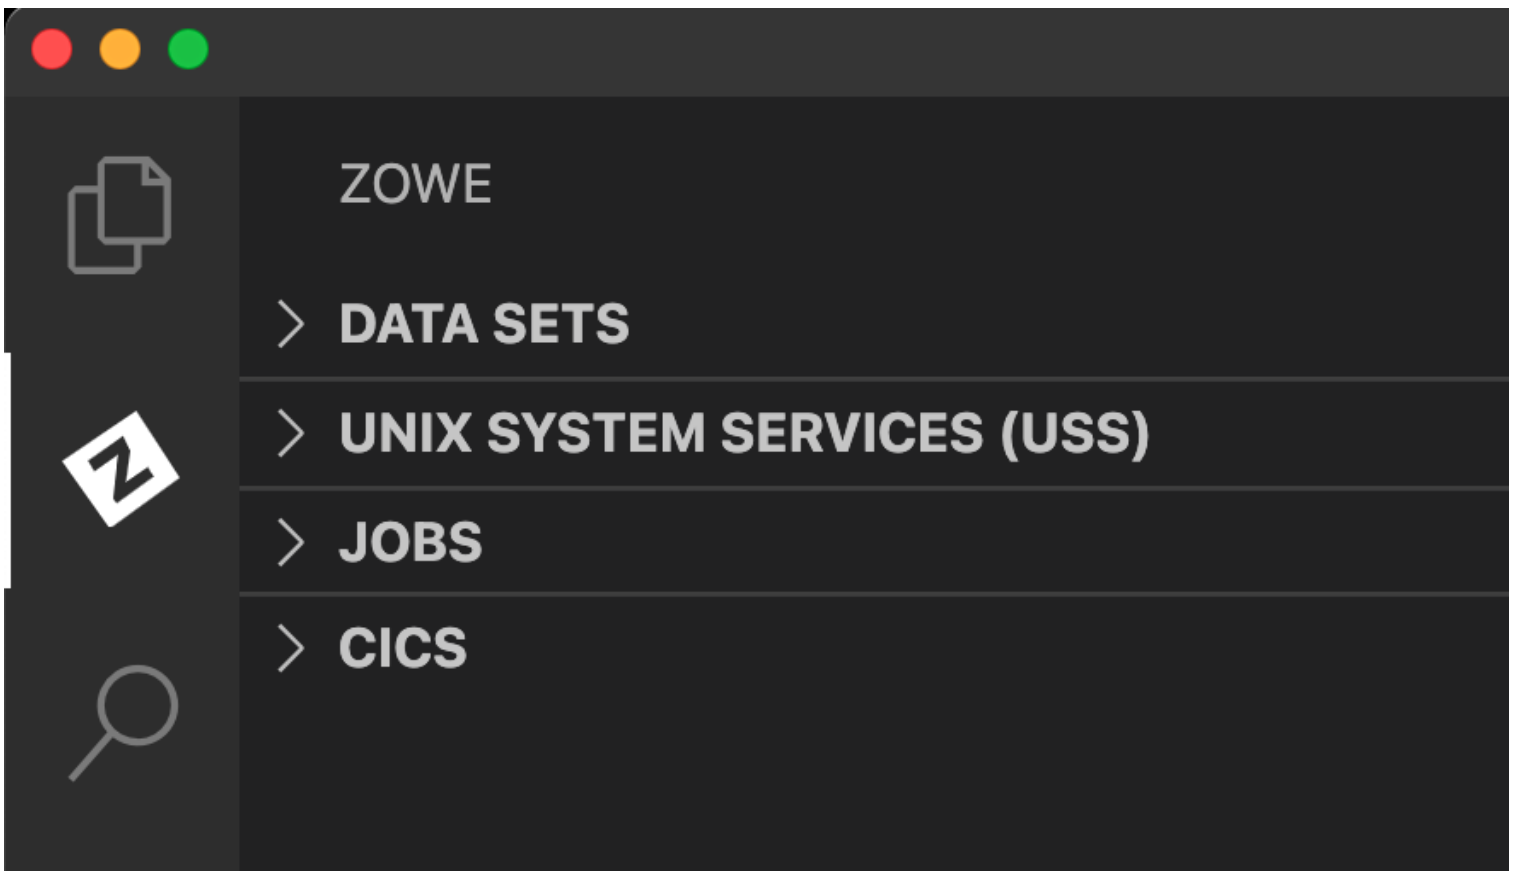 ZOWE
DATA SETS
UNIX SYSTEM SERVICES (USS)
Z
JOBS
CICS